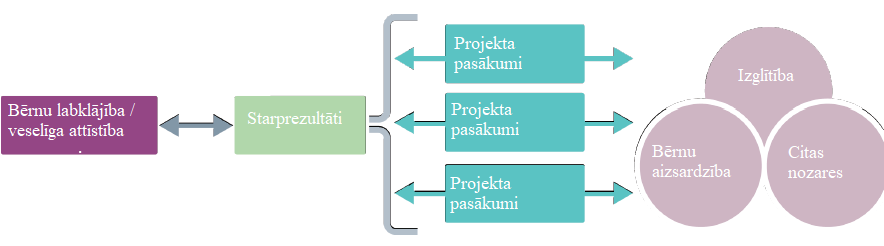 Bērnu labklājība /
veselīga attīstība
.
Starprezultāti
Projekta
pasākumi
Projekta
pasākumi
Projekta
pasākumi
Izglītība
Bērnu
aizsardzība
Citas
nozares